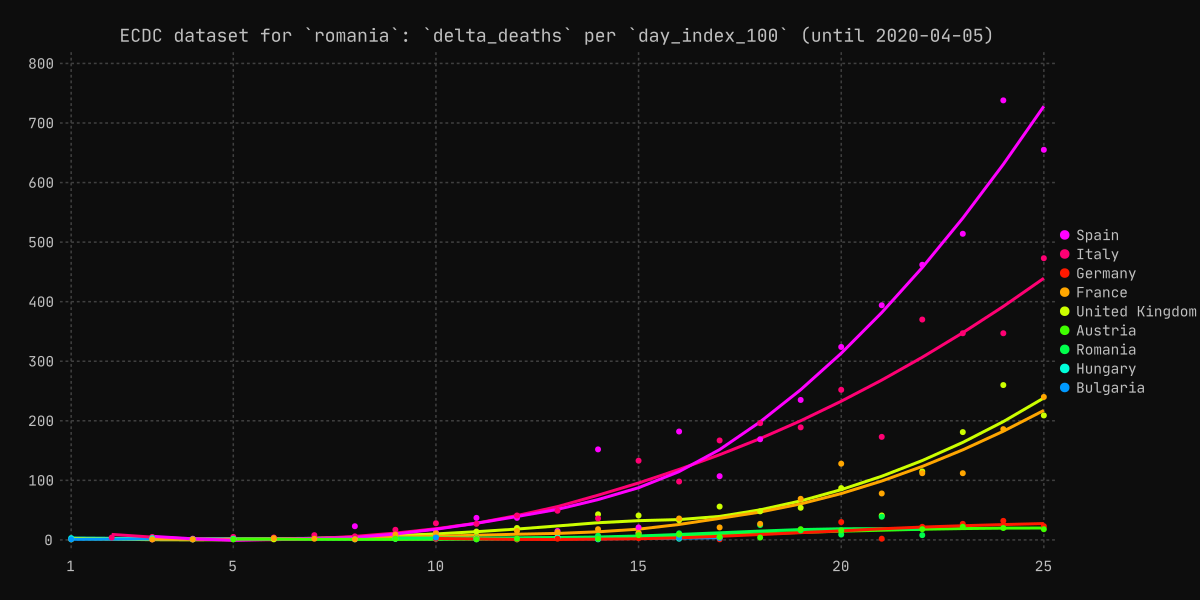 ECDC dataset for `romania`: `delta_deaths` per `day_index_100` (until 2020-04-05)
800
700
600
500
400
300
200
100
0
1 5 10 15 20 25
Spain
Italy
Germany
France
United Kingdom
Austria
Romania
Hungary
Bulgaria